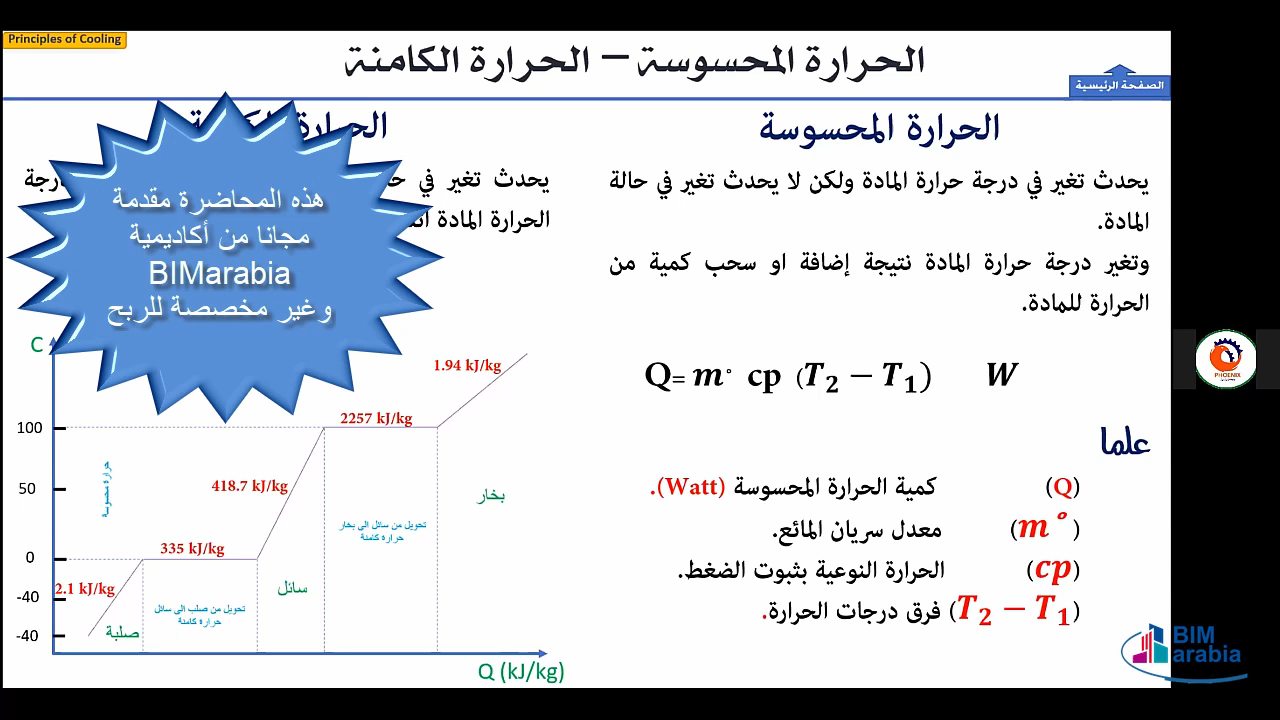 Principles of Cooling
الحرارة المحسوسة – الحرارة الكامنة
الصفحة الرئيسية
الحرارة المحسوسة
يحدث تغير في درجة حرارة المادة ولكن لا يحدث تغير في حالة
المادة.
وتغير درجة حرارة المادة نتيجة إضافة او سحب كمية من
الحرارة للمادة.
Q= m° cp (T2 − T1) W
علما
(Q) كمية الحرارة المحسوسة (Watt).
(m°) معدل سريان المائع.
(cp) الحرارة النوعية بثبوت الضغط.
(T2 − T1) فرق درجات الحرارة.
الحرارة
يحدث تغير في
الحرارة المادة
هذه المحاضرة مقدمة
مجانا من أكاديمية
BIMarabia
وغير مخصصة للربح
C
1.94 kJ/kg
2257 kJ/kg
100
حرارة محسوسة
418.7 kJ/kg
50
بخار
تحويل من سائل الى بخار
حرارة كامنة
335 kJ/kg
0
2.1 kJ/kg
سائل
-40
تحويل من صلب الى سائل
حرارة كامنة
صلبة
-40
Q (kJ/kg)
PHOENIX
BIM
arabia